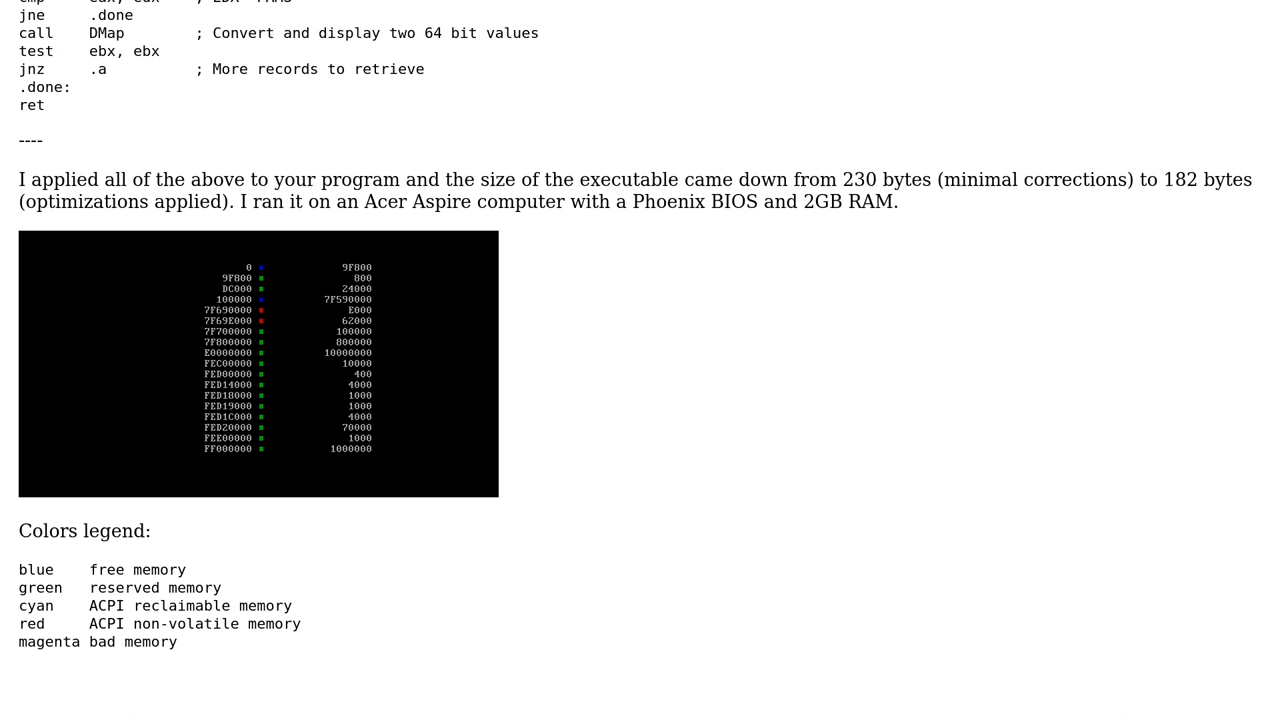 jne     .done
call    DMap        ; Convert and display two 64 bit values
test    ebx, ebx
jnz     .a          ; More records to retrieve
.done:
ret
----
I applied all of the above to your program and the size of the executable came down from 230 bytes (minimal corrections) to 182 bytes
(optimizations applied). I ran it on an Acer Aspire computer with a Phoenix BIOS and 2GB RAM.
0 9F800
9F800 800
DC000 24000
100000 7F590000
7F690000 E000
7F69E000 62000
7F700000 100000
7F800000 800000
E0000000 10000000
FEC00000 10000
FED00000 400
FED14000 4000
FED18000 1000
FED19000 1000
FED1C000 4000
FED20000 70000
FEE00000 1000
FF000000 1000000
Colors legend:
blue    free memory
green   reserved memory
cyan    ACPI reclaimable memory
red     ACPI non-volatile memory
magenta bad memory